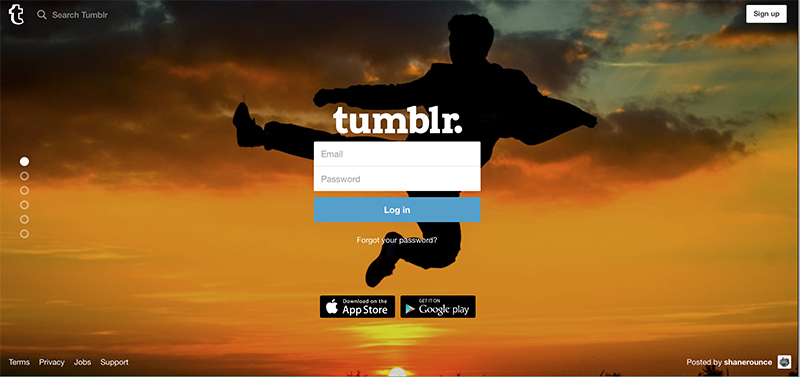 t
Search Tumblr
Sign up
tumblr.
Email
Password
Log in
Forgot your password?
Download on the
App Store
GET IT ON
Google play
Terms Privacy Jobs Support
Posted by shanerounce